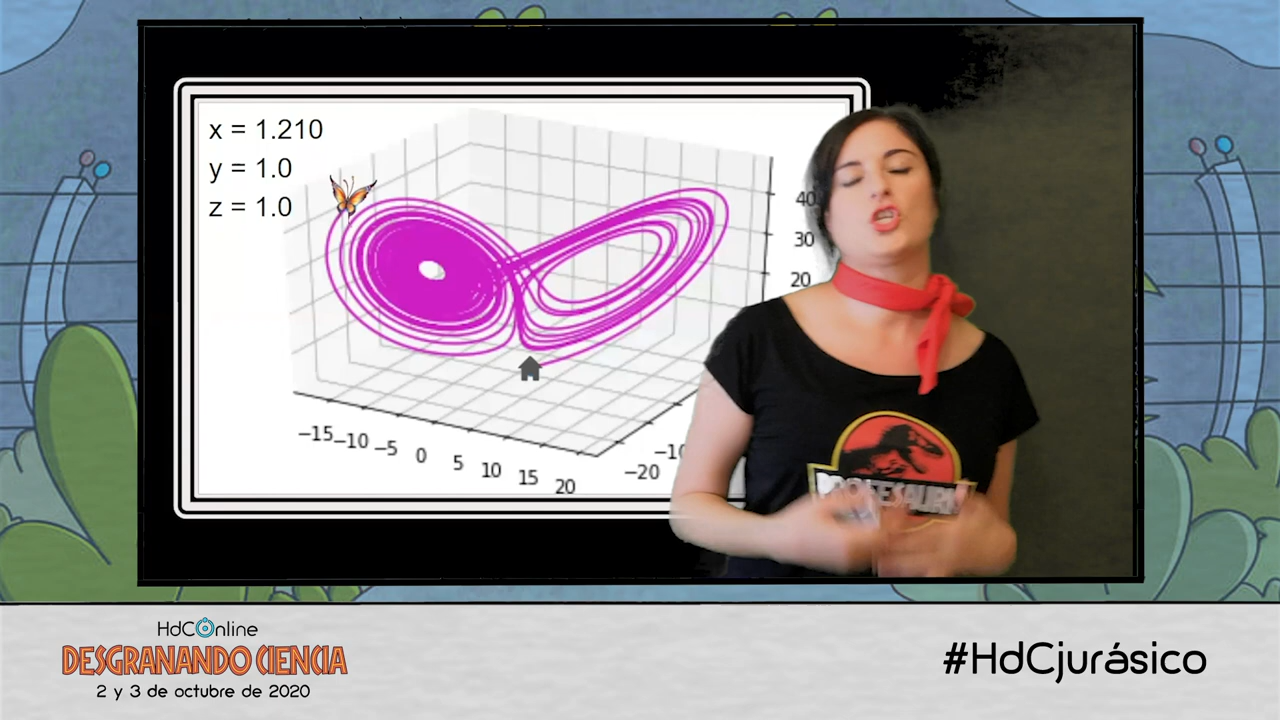 x = 1.210
y = 1.0
z = 1.0
40
30
20
−15 −10 −5 0 5 10 15 20
−20 −10
HdCOnline
DESGRANANDO CIENCIA
2 y 3 de octubre de 2020
#HdCjurásico